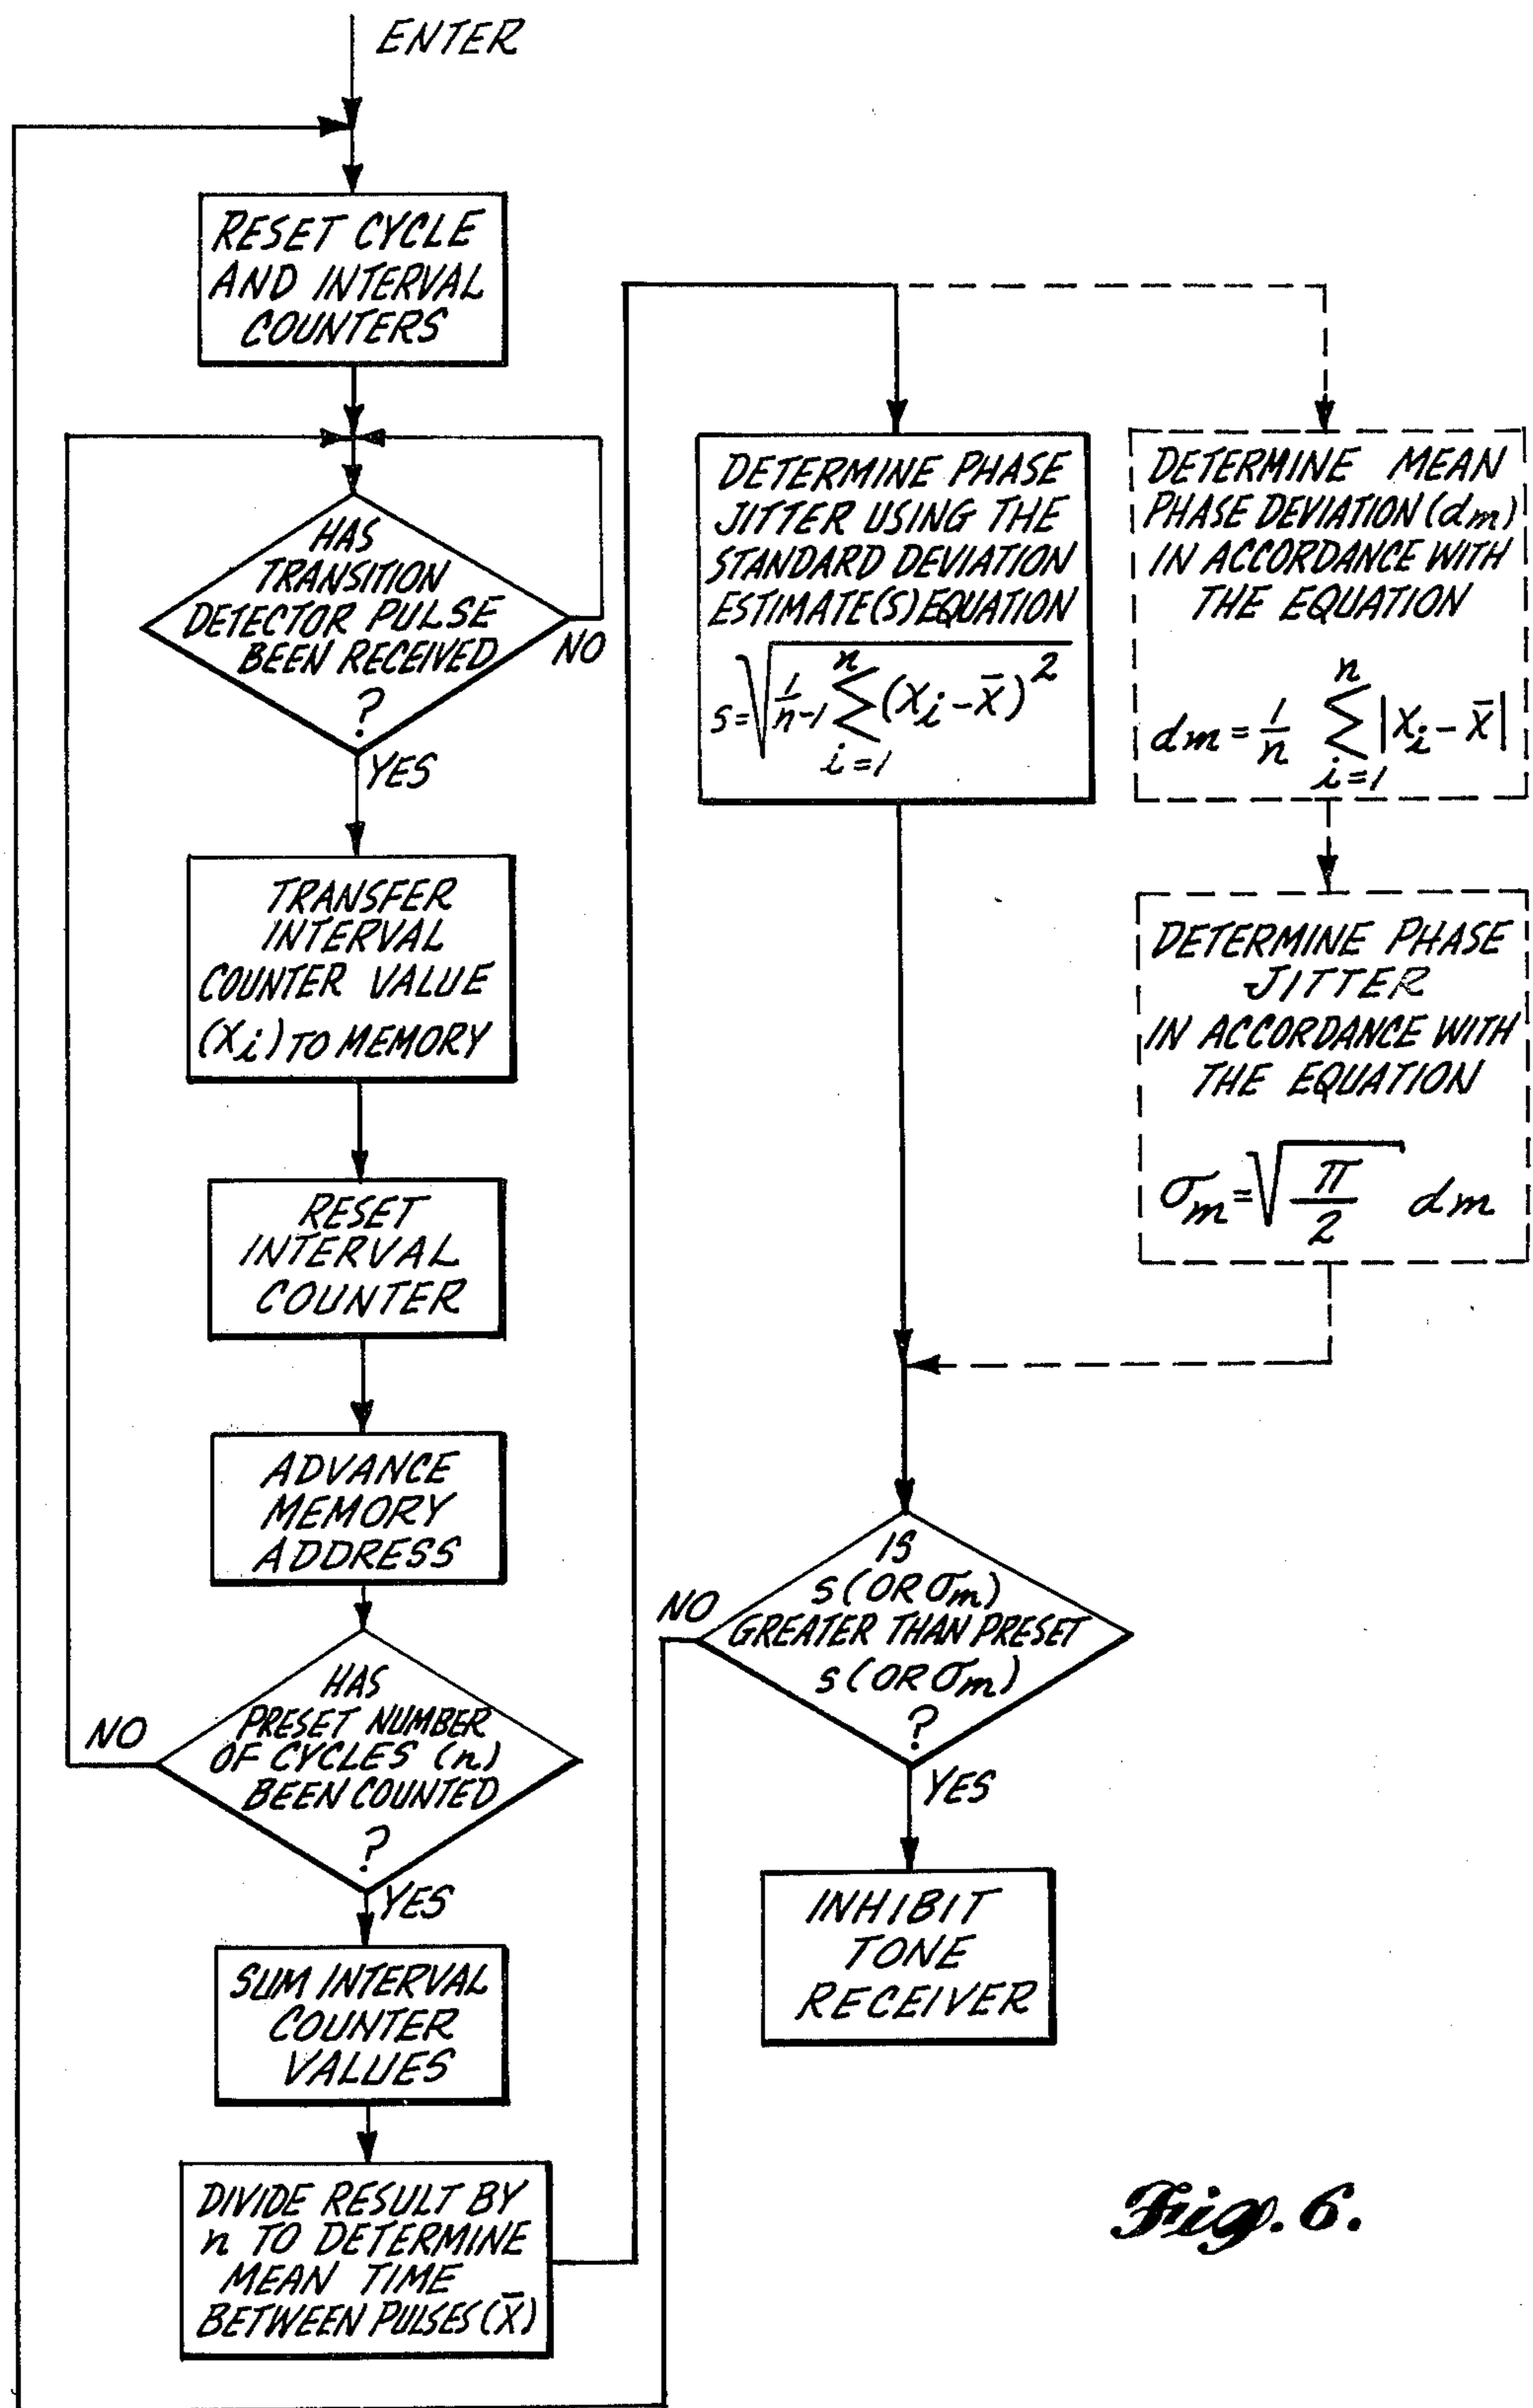 ENTER
RESET CYCLE
AND INTERVAL
COUNTERS
HAS
TRANSITION
DETECTOR PULSE
BEEN RECEIVED
?
NO
YES
TRANSFER
INTERVAL
COUNTER VALUE
(Xi) TO MEMORY
RESET
INTERVAL
COUNTER
ADVANCE
MEMORY
ADDRESS
HAS
PRESET NUMBER
OF CYCLES (n)
BEEN COUNTED
?
NO
YES
SUM INTERVAL
COUNTER
VALUES
DIVIDE RESULT BY
n TO DETERMINE
MEAN TIME
BETWEEN PULSES (X̄)
DETERMINE PHASE
JITTER USING THE
STANDARD DEVIATION
ESTIMATE(S) EQUATION
s = √(1/n-1 Σ_{i=1}^{n} (Xi - X̄)²)
DETERMINE MEAN
PHASE DEVIATION (dm)
IN ACCORDANCE WITH
THE EQUATION
dm = 1/n Σ_{i=1}^{n} |Xi - X̄|
DETERMINE PHASE
JITTER
IN ACCORDANCE WITH
THE EQUATION
σm = √(π/2) dm
IS
s (OR σm)
GREATER THAN PRESET
s (OR σm)
?
NO
YES
INHIBIT
TONE
RECEIVER
Fig. 6.